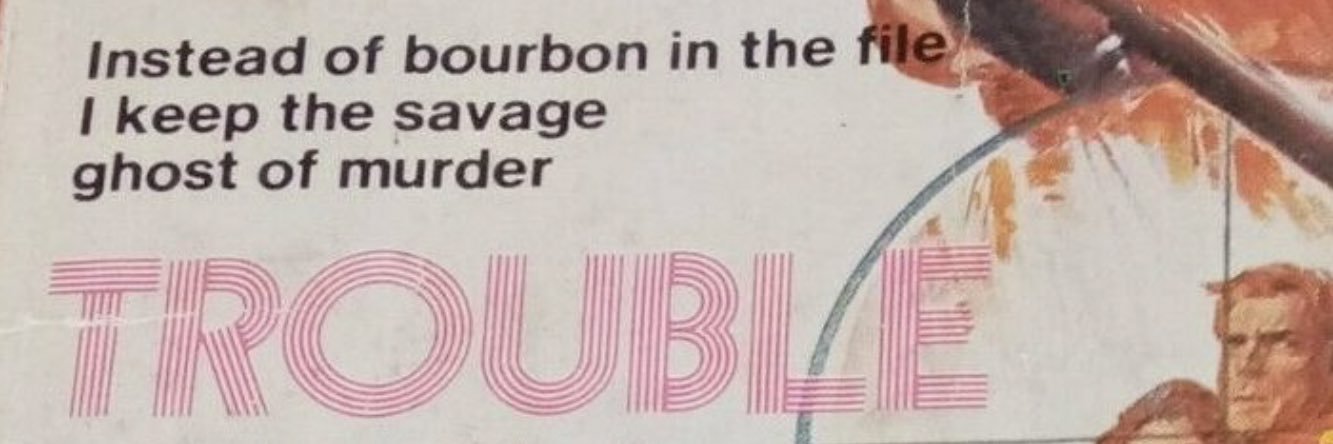 Instead of bourbon in the file
I keep the savage
ghost of murder
TROUBLE